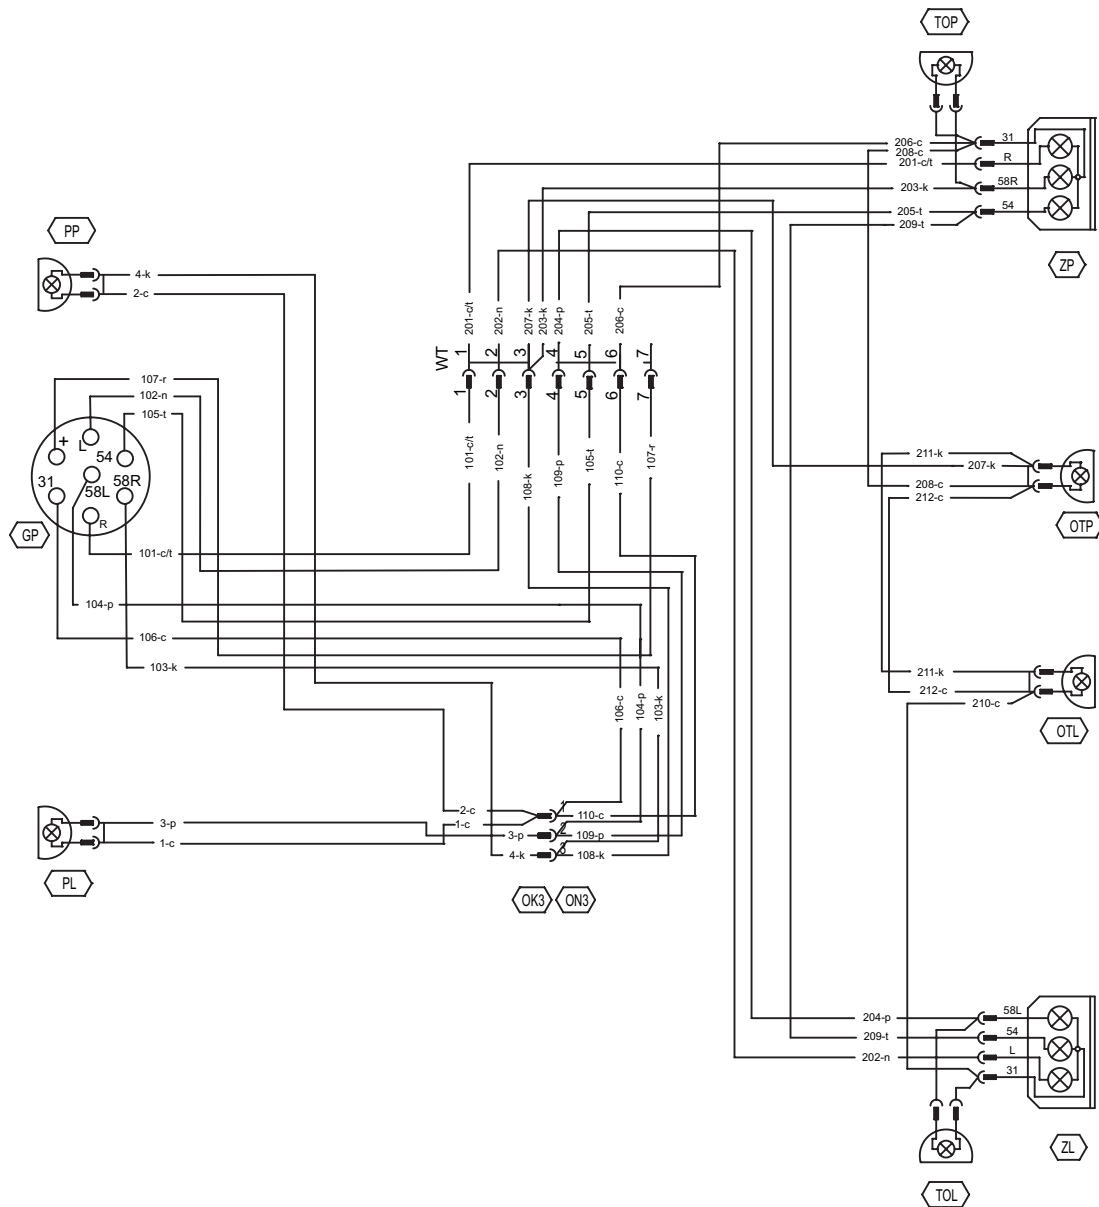 TOP
206-c
208-c
201-c/t
31
R
203-k
58R
205-t
54
209-t
ZP
PP
4-k
2-c
201-c/t
202-n
207-k
203-k
204-p
205-t
206-c
WT
1 2 3 4 5 6 7
1 2 3 4 5 6 7
107-r
102-n
105-t
+
L
54
31
58L
58R
R
GP
101-c/t
102-n
108-k
109-p
105-t
110-c
107-r
211-k
207-k
208-c
212-c
OTP
101-c/t
104-p
106-c
103-k
211-k
212-c
210-c
OTL
106-c
104-p
103-k
3-p
1-c
PL
2-c
1-c
3-p
4-k
1
2
3
110-c
109-p
108-k
OK3
ON3
204-p
58L
209-t
54
202-n
L
31
ZL
TOL